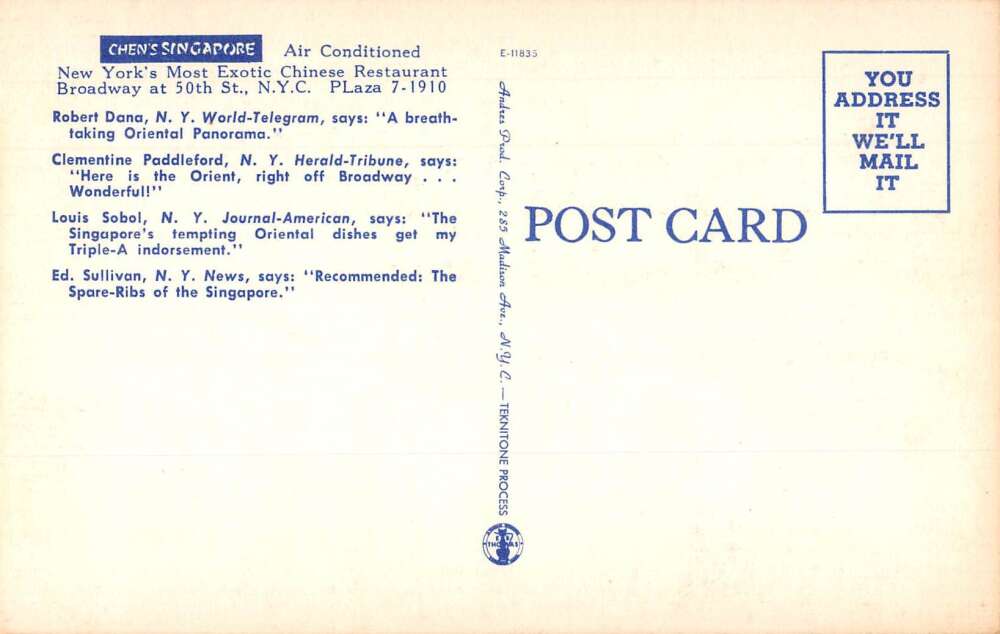 CHEN'S SINGAPORE Air Conditioned
New York's Most Exotic Chinese Restaurant
Broadway at 50th St., N.Y.C. PLaza 7-1910
Robert Dana, N. Y. World-Telegram, says: "A breath-
taking Oriental Panorama."
Clementine Paddleford, N. Y. Herald-Tribune, says:
"Here is the Orient, right off Broadway . . .
Wonderful!"
Louis Sobol, N. Y. Journal-American, says: "The
Singapore's tempting Oriental dishes get my
Triple-A indorsement."
Ed. Sullivan, N. Y. News, says: "Recommended: The
Spare-Ribs of the Singapore."
E-11835
Andres Prod. Corp., 285 Madison Ave., N.Y.C. — TEKNITONE PROCESS
THOMAS
POST CARD
YOU
ADDRESS
IT
WE'LL
MAIL
IT